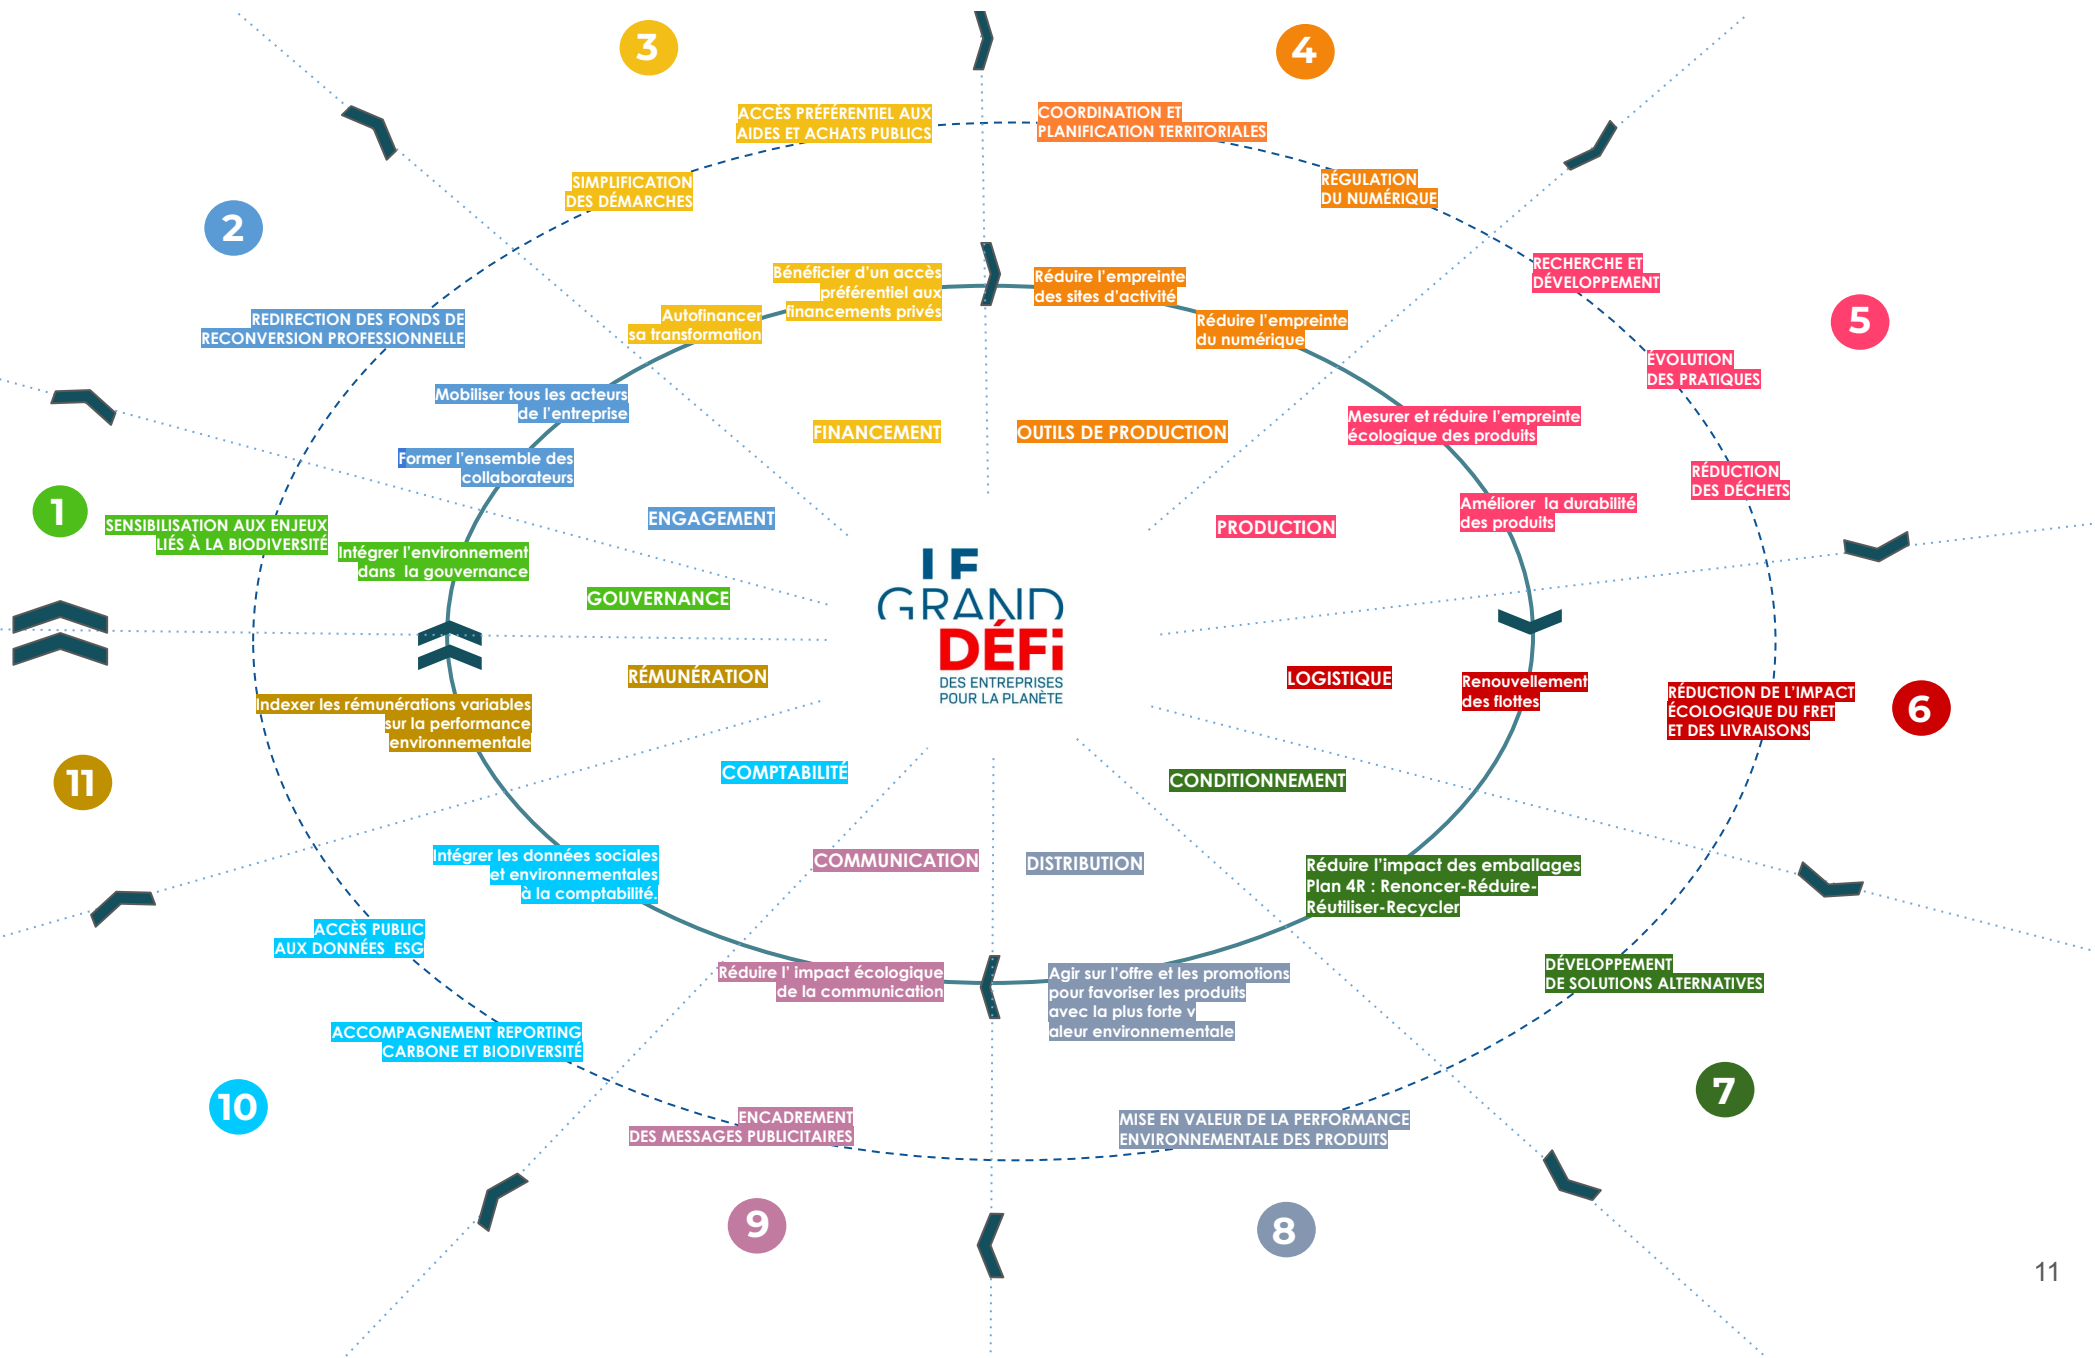 3
4
ACCÈS PRÉFÉRENTIEL AUX
AIDES ET ACHATS PUBLICS
COORDINATION ET
PLANIFICATION TERRITORIALES
SIMPLIFICATION
DES DÉMARCHES
RÉGULATION
DU NUMÉRIQUE
2
RECHERCHE ET
DÉVELOPPEMENT
5
Bénéficier d'un accès
préférentiel aux
financements privés
Réduire l'empreinte
des sites d'activité
Autofinancer
sa transformation
Réduire l'empreinte
du numérique
REDIRECTION DES FONDS DE
RECONVERSION PROFESSIONNELLE
ÉVOLUTION
DES PRATIQUES
Mobiliser tous les acteurs
de l'entreprise
FINANCEMENT
OUTILS DE PRODUCTION
Mesurer et réduire l'empreinte
écologique des produits
Former l'ensemble des
collaborateurs
RÉDUCTION
DES DÉCHETS
1
SENSIBILISATION AUX ENJEUX
LIÉS À LA BIODIVERSITÉ
ENGAGEMENT
PRODUCTION
Améliorer  la durabilité
des produits
Intégrer l'environnement
dans  la gouvernance
GOUVERNANCE
LE
GRAND
DÉFi
DES ENTREPRISES
POUR LA PLANÈTE
RÉMUNÉRATION
LOGISTIQUE
Renouvellement
des flottes
RÉDUCTION DE L'IMPACT
ÉCOLOGIQUE DU FRET
ET DES LIVRAISONS
6
Indexer les rémunérations variables
sur la performance
environnementale
11
COMPTABILITÉ
CONDITIONNEMENT
Intégrer les données sociales
et environnementales
à la comptabilité.
COMMUNICATION
DISTRIBUTION
Réduire l'impact des emballages
Plan 4R : Renoncer-Réduire-
Réutiliser-Recycler
ACCÈS PUBLIC
AUX DONNÉES  ESG
Réduire l' impact écologique
de la communication
Agir sur l'offre et les promotions
pour favoriser les produits
avec la plus forte v
aleur environnementale
DÉVELOPPEMENT
DE SOLUTIONS ALTERNATIVES
ACCOMPAGNEMENT REPORTING
CARBONE ET BIODIVERSITÉ
10
7
ENCADREMENT
DES MESSAGES PUBLICITAIRES
MISE EN VALEUR DE LA PERFORMANCE
ENVIRONNEMENTALE DES PRODUITS
9
8
11